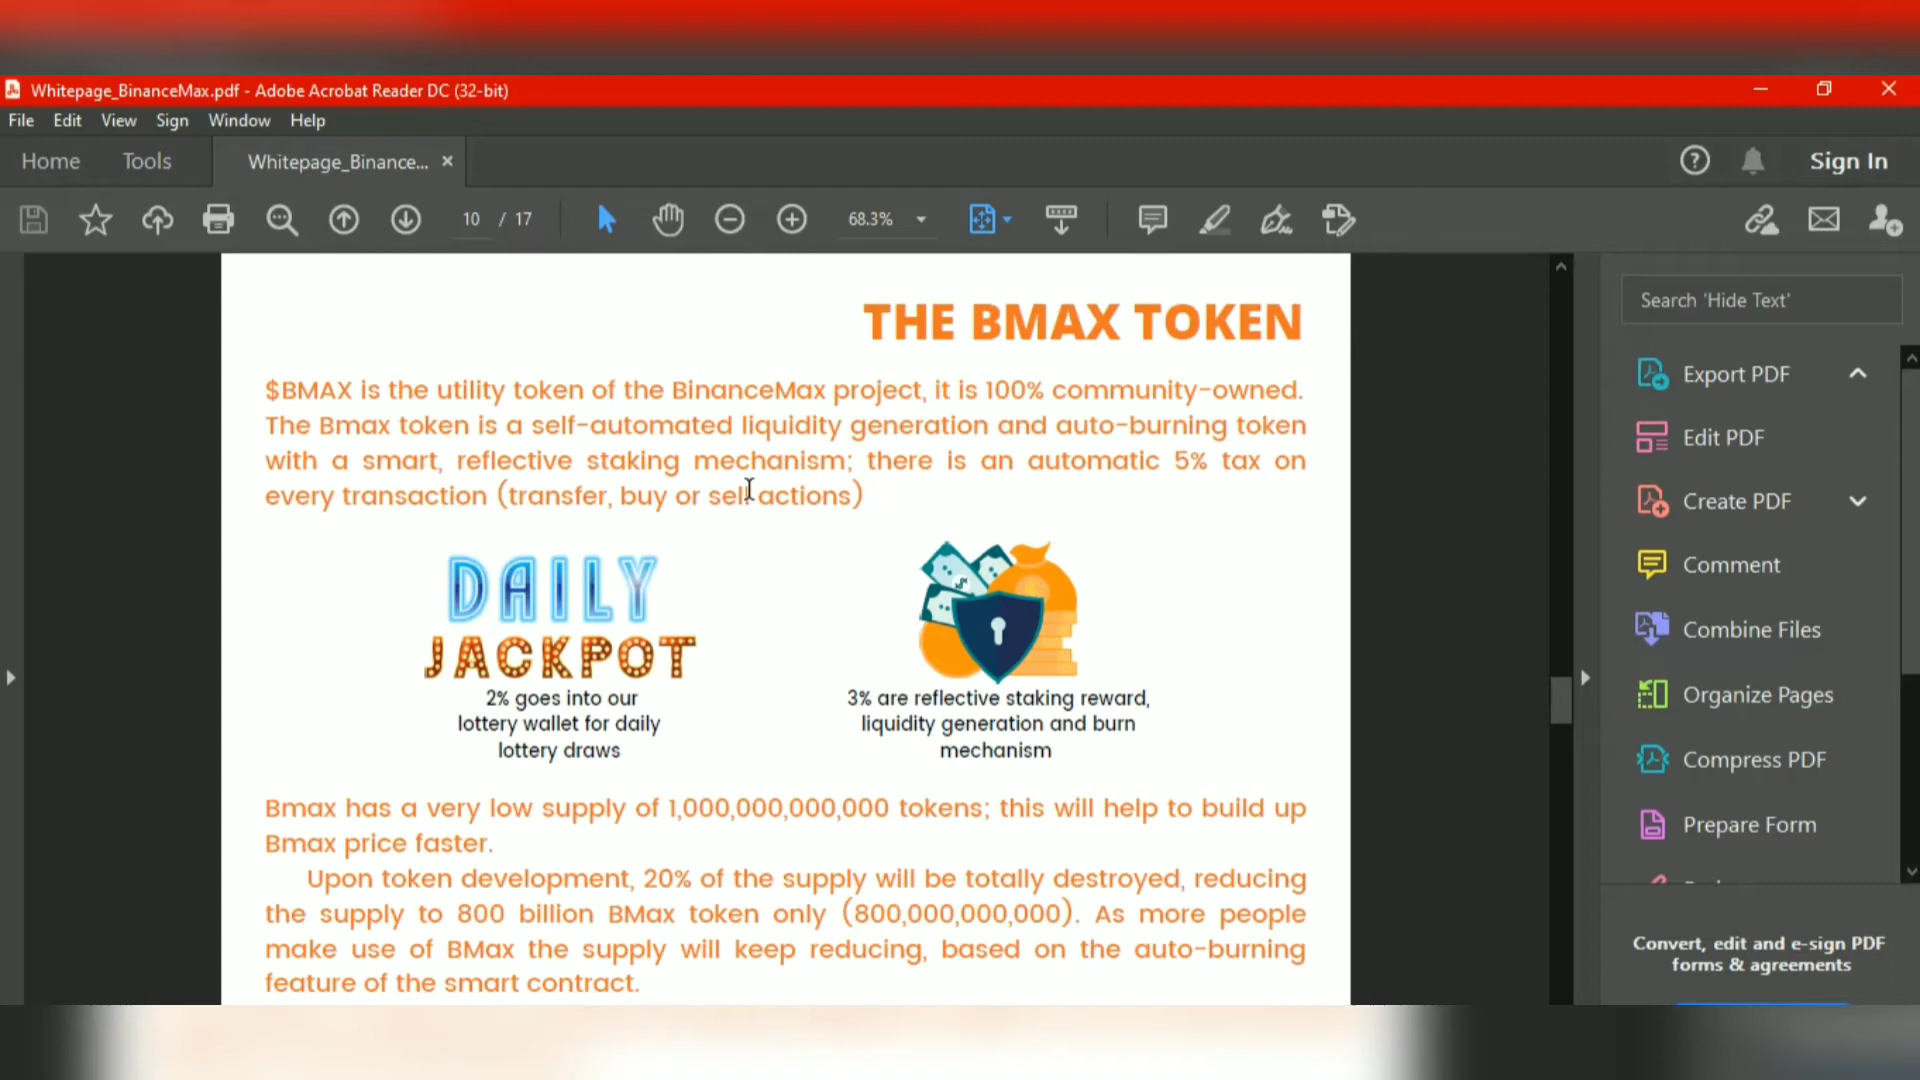 Whitepage_BinanceMax.pdf - Adobe Acrobat Reader DC (32-bit)
File Edit View Sign Window Help
Home Tools Whitepage_Binance... Sign In
10 / 17 68.3%
THE BMAX TOKEN
$BMAX is the utility token of the BinanceMax project, it is 100% community-owned.
The Bmax token is a self-automated liquidity generation and auto-burning token
with a smart, reflective staking mechanism; there is an automatic 5% tax on
every transaction (transfer, buy or sell actions)
DAILY
JACKPOT
2% goes into our
lottery wallet for daily
lottery draws
3% are reflective staking reward,
liquidity generation and burn
mechanism
Bmax has a very low supply of 1,000,000,000,000 tokens; this will help to build up
Bmax price faster.
Upon token development, 20% of the supply will be totally destroyed, reducing
the supply to 800 billion BMax token only (800,000,000,000). As more people
make use of BMax the supply will keep reducing, based on the auto-burning
feature of the smart contract.
Search 'Hide Text'
Export PDF
Edit PDF
Create PDF
Comment
Combine Files
Organize Pages
Compress PDF
Prepare Form
Convert, edit and e-sign PDF
forms & agreements